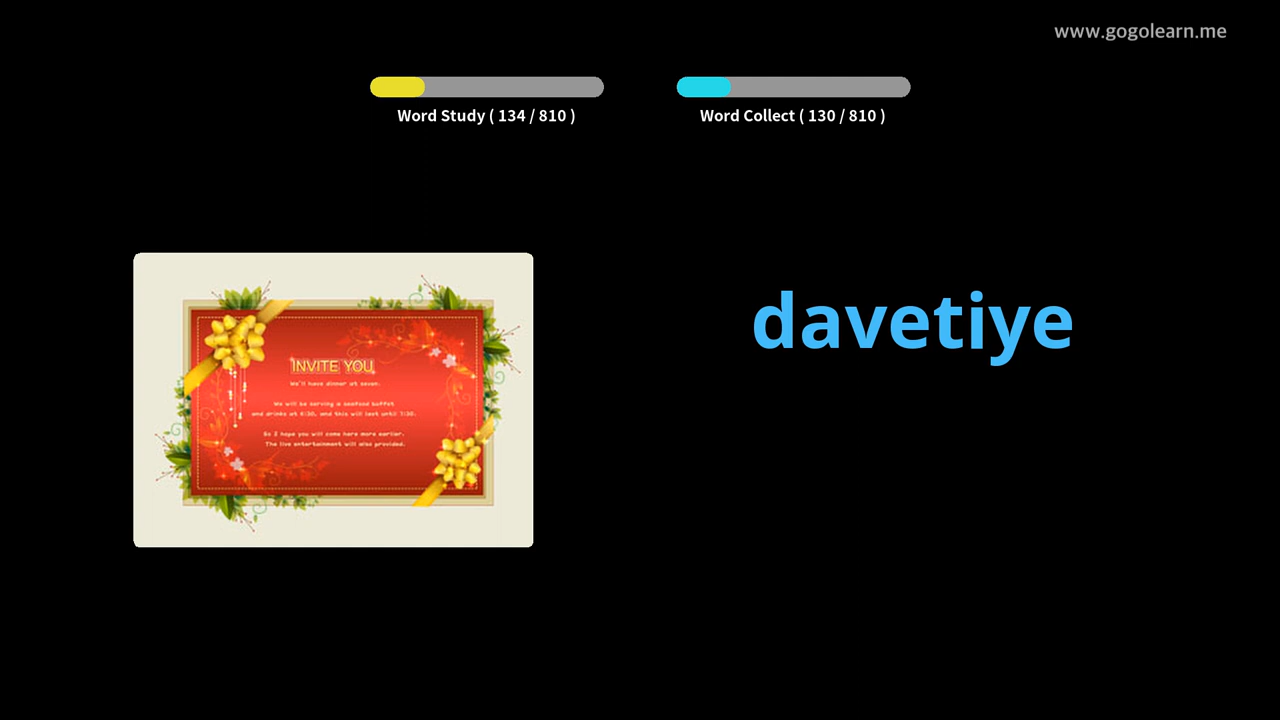 www.gogolearn.me
Word Study ( 134 / 810 )
Word Collect ( 130 / 810 )
davetiye
INVITE YOU
We'll have dinner at seven.
We will be serving a seafood buffet
and drinks at 6:30, and this will last until 7:30.
So I hope you will come here more earlier.
The live entertainment will also provided.